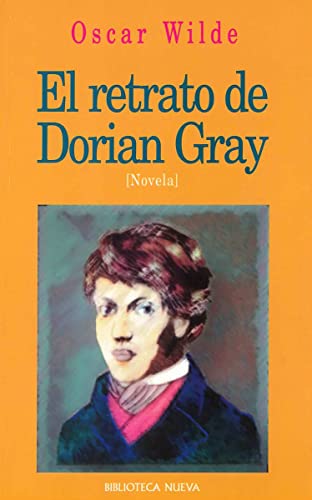 Oscar Wilde
El retrato de
Dorian Gray
[Novela]
BIBLIOTECA NUEVA